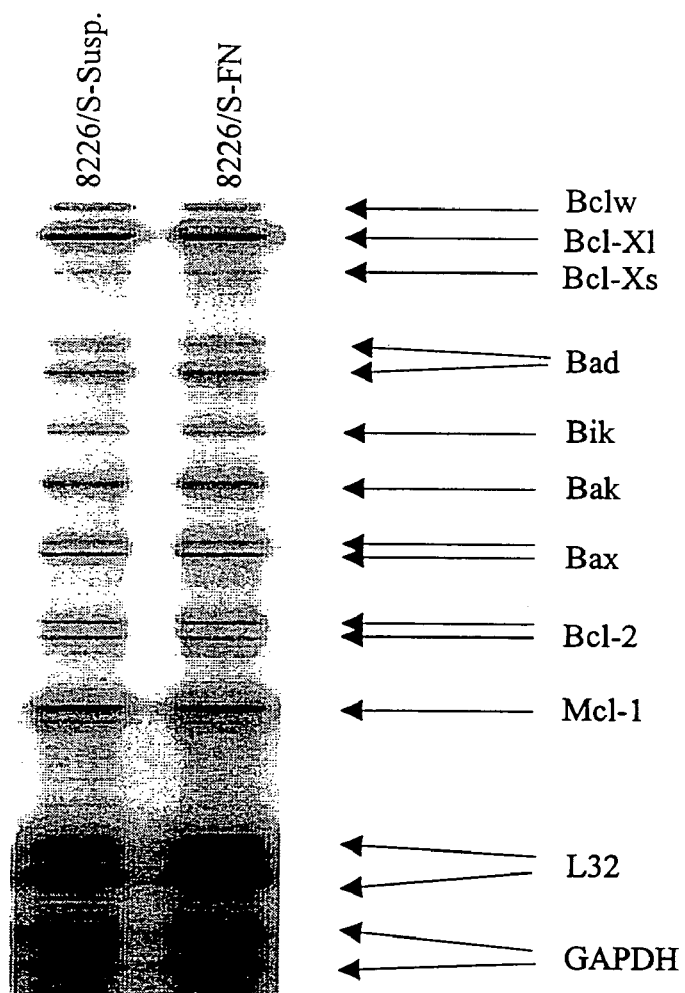 8226/S-Susp.
8226/S-FN
Bclw
Bcl-Xl
Bcl-Xs
Bad
Bik
Bak
Bax
Bcl-2
Mcl-1
L32
GAPDH